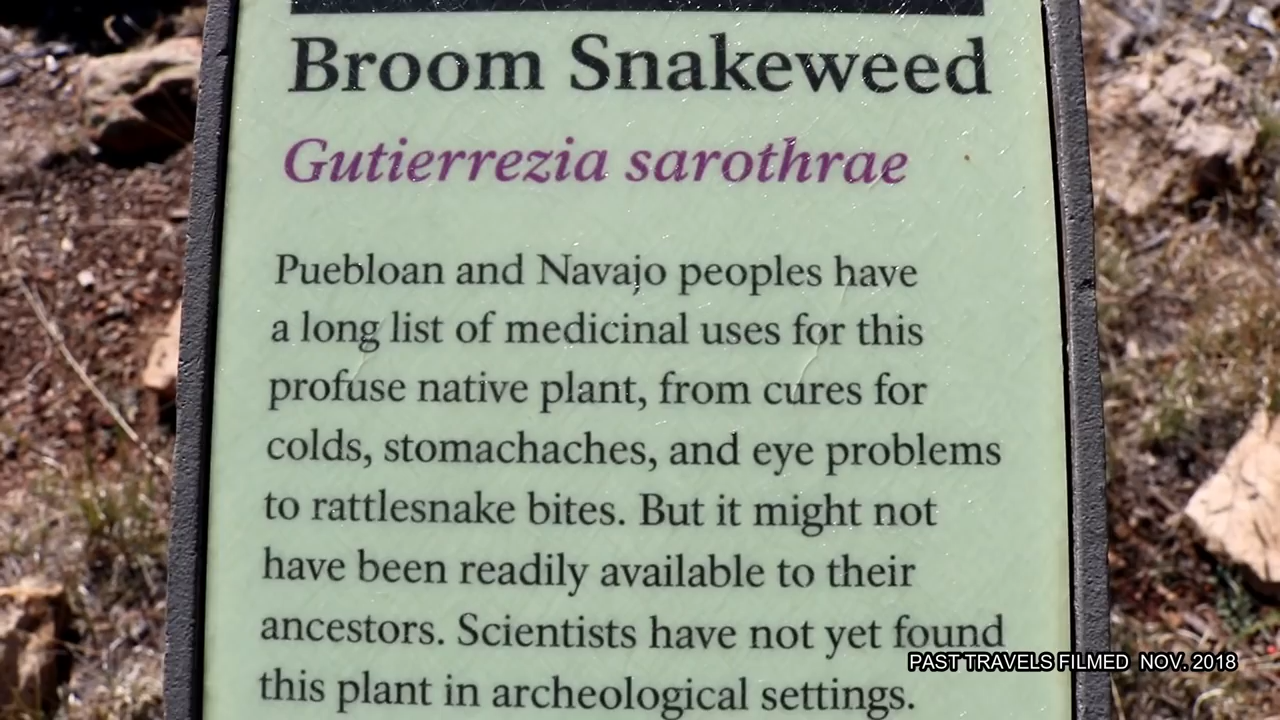 Broom Snakeweed
Gutierrezia sarothrae
Puebloan and Navajo peoples have
a long list of medicinal uses for this
profuse native plant, from cures for
colds, stomachaches, and eye problems
to rattlesnake bites. But it might not
have been readily available to their
ancestors. Scientists have not yet found
this plant in archeological settings.
PAST TRAVELS FILMED NOV. 2018